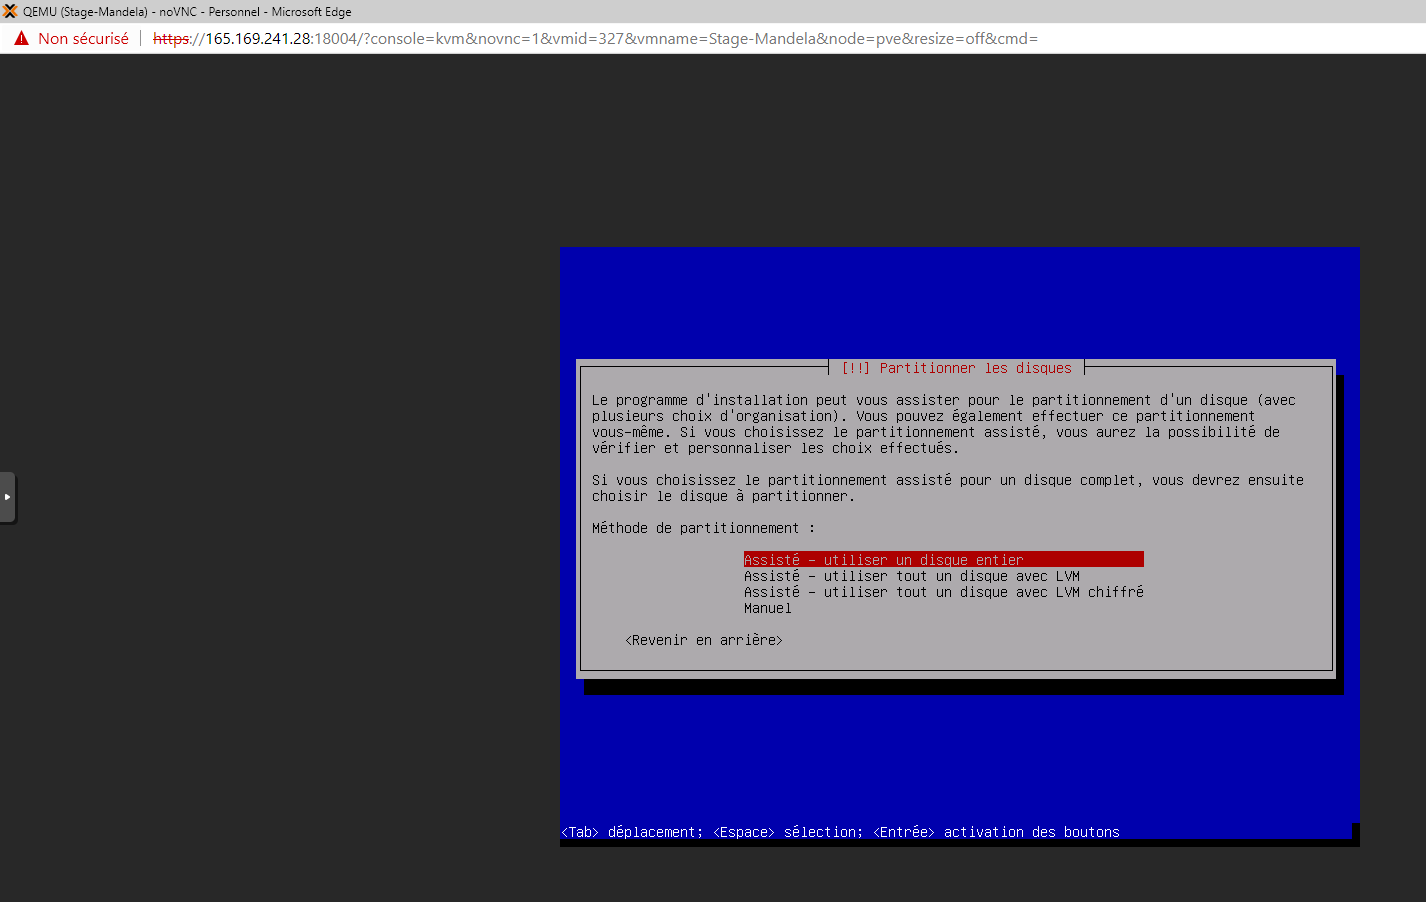 QEMU (Stage-Mandela) - noVNC - Personnel - Microsoft Edge
Non sécurisé https://165.169.241.28:18004/?console=kvm&novnc=1&vmid=327&vmname=Stage-Mandela&node=pve&resize=off&cmd=
[!!] Partitionner les disques
Le programme d'installation peut vous assister pour le partitionnement d'un disque (avec
plusieurs choix d'organisation). Vous pouvez également effectuer ce partitionnement
vous-même. Si vous choisissez le partitionnement assisté, vous aurez la possibilité de
vérifier et personnaliser les choix effectués.
Si vous choisissez le partitionnement assisté pour un disque complet, vous devrez ensuite
choisir le disque à partitionner.
Méthode de partitionnement :
Assisté - utiliser un disque entier
Assisté - utiliser tout un disque avec LVM
Assisté - utiliser tout un disque avec LVM chiffré
Manuel
<Revenir en arrière>
<Tab> déplacement; <Espace> sélection; <Entrée> activation des boutons